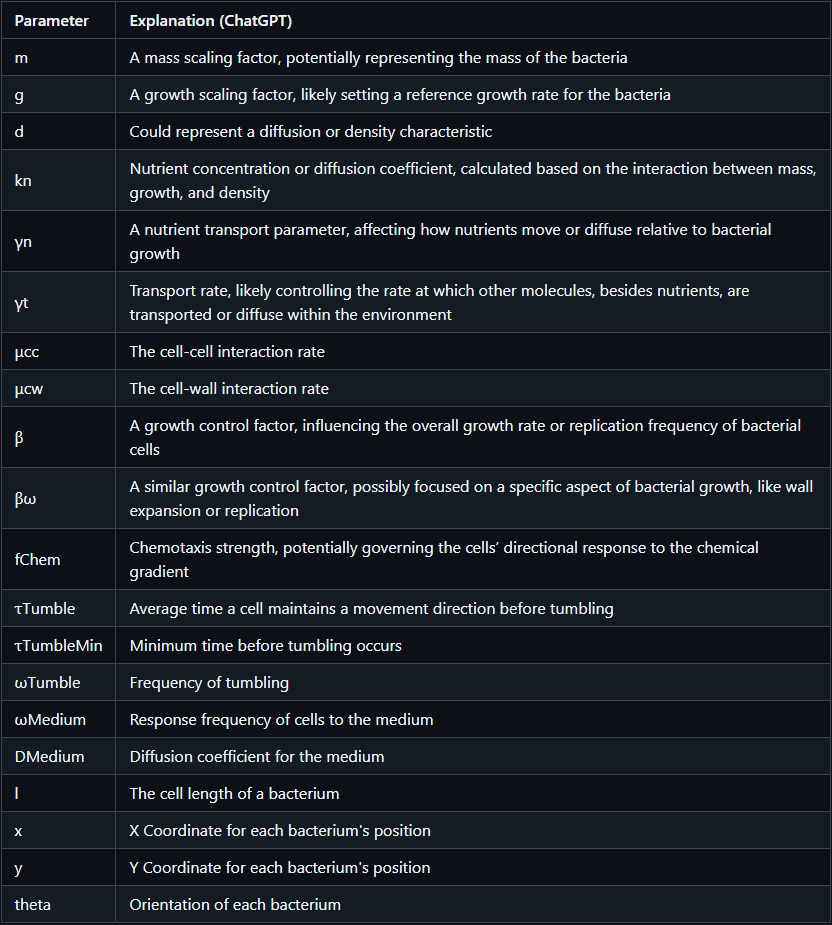 Parameter Explanation (ChatGPT)
m A mass scaling factor, potentially representing the mass of the bacteria
g A growth scaling factor, likely setting a reference growth rate for the bacteria
d Could represent a diffusion or density characteristic
kn Nutrient concentration or diffusion coefficient, calculated based on the interaction between mass,
growth, and density
γn A nutrient transport parameter, affecting how nutrients move or diffuse relative to bacterial
growth
γt Transport rate, likely controlling the rate at which other molecules, besides nutrients, are
transported or diffuse within the environment
μcc The cell-cell interaction rate
μcw The cell-wall interaction rate
β A growth control factor, influencing the overall growth rate or replication frequency of bacterial
cells
βω A similar growth control factor, possibly focused on a specific aspect of bacterial growth, like wall
expansion or replication
fChem Chemotaxis strength, potentially governing the cells’ directional response to the chemical
gradient
τTumble Average time a cell maintains a movement direction before tumbling
τTumbleMin Minimum time before tumbling occurs
ωTumble Frequency of tumbling
ωMedium Response frequency of cells to the medium
DMedium Diffusion coefficient for the medium
l The cell length of a bacterium
x X Coordinate for each bacterium's position
y Y Coordinate for each bacterium's position
theta Orientation of each bacterium